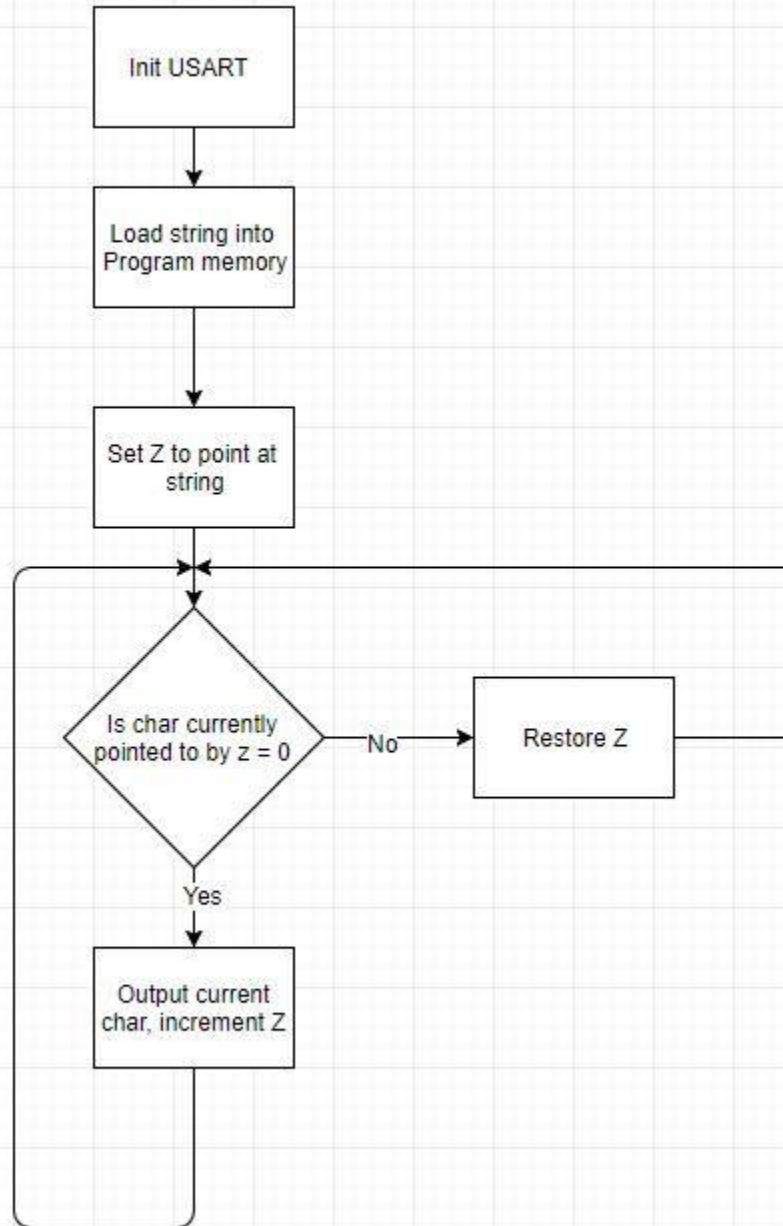 Init USART
Load string into
Program memory
Set Z to point at
string
Is char currently
pointed to by z = 0
No
Restore Z
Yes
Output current
char, increment Z